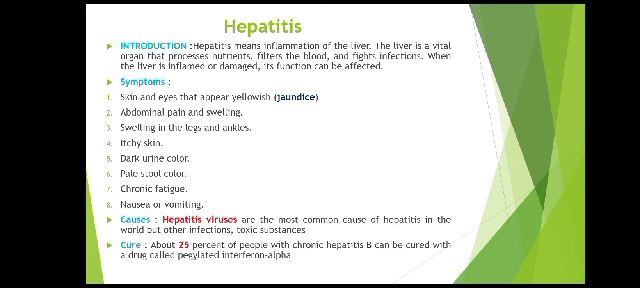 Hepatitis
INTRODUCTION :Hepatitis means inflammation of the liver. The liver is a vital
organ that processes nutrients, filters the blood, and fights infections. When
the liver is inflamed or damaged, its function can be affected.
Symptoms :
1. Skin and eyes that appear yellowish (jaundice)
2. Abdominal pain and swelling.
3. Swelling in the legs and ankles.
4. Itchy skin.
5. Dark urine color.
6. Pale stool color.
7. Chronic fatigue.
8. Nausea or vomiting.
Causes : Hepatitis viruses are the most common cause of hepatitis in the
world but other infections, toxic substances
Cure : About 25 percent of people with chronic hepatitis B can be cured with
a drug called pegylated interferon-alpha